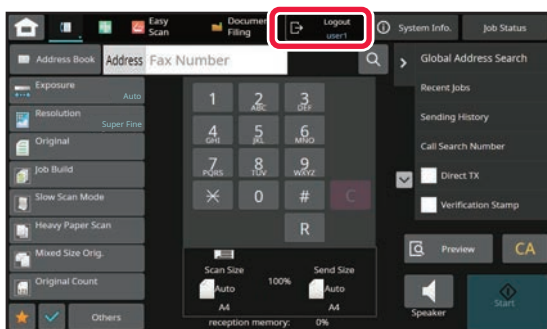 Easy Scan
Documen Filing
Logout
user1
System Info.
Job Status
Address Book
Address
Fax Number
Global Address Search
Exposure
Auto
Resolution
Super Fine
Original
Job Build
Slow Scan Mode
Heavy Paper Scan
Mixed Size Orig.
Original Count
Others
1
2 ABC
3 DEF
4 GHI
5 JKL
6 MNO
7 PQRS
8 TUV
9 WXYZ
0
#
C
R
Scan Size
Auto
A4
100%
Send Size
Auto
A4
reception memory: 0%
Recent Jobs
Sending History
Call Search Number
Direct TX
Verification Stamp
Preview
CA
Speaker
Start